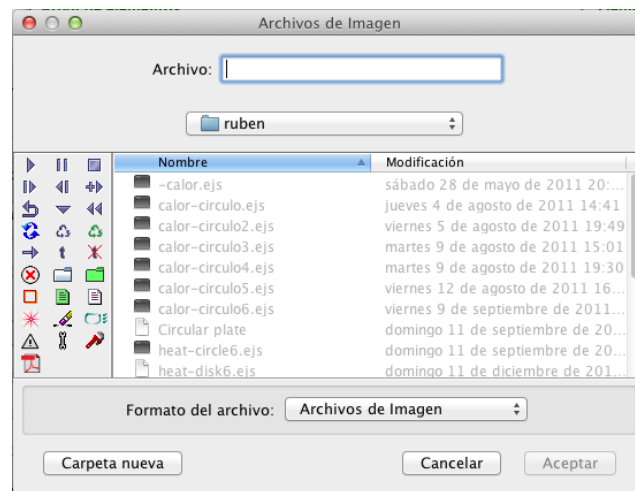 Archivos de Imagen
Archivo:
ruben
Nombre Modificación
-calor.ejs sábado 28 de mayo de 2011 20:...
calor-circulo.ejs jueves 4 de agosto de 2011 14:41
calor-circulo2.ejs viernes 5 de agosto de 2011 19:49
calor-circulo3.ejs martes 9 de agosto de 2011 15:01
calor-circulo4.ejs martes 9 de agosto de 2011 19:30
calor-circulo5.ejs viernes 12 de agosto de 2011 16...
calor-circulo6.ejs viernes 9 de septiembre de 2011...
Circular plate domingo 11 de septiembre de 20...
heat-circle6.ejs domingo 11 de septiembre de 20...
heat-disk6.ejs domingo 11 de diciembre de 201...
Formato del archivo: Archivos de Imagen
Carpeta nueva Cancelar Aceptar